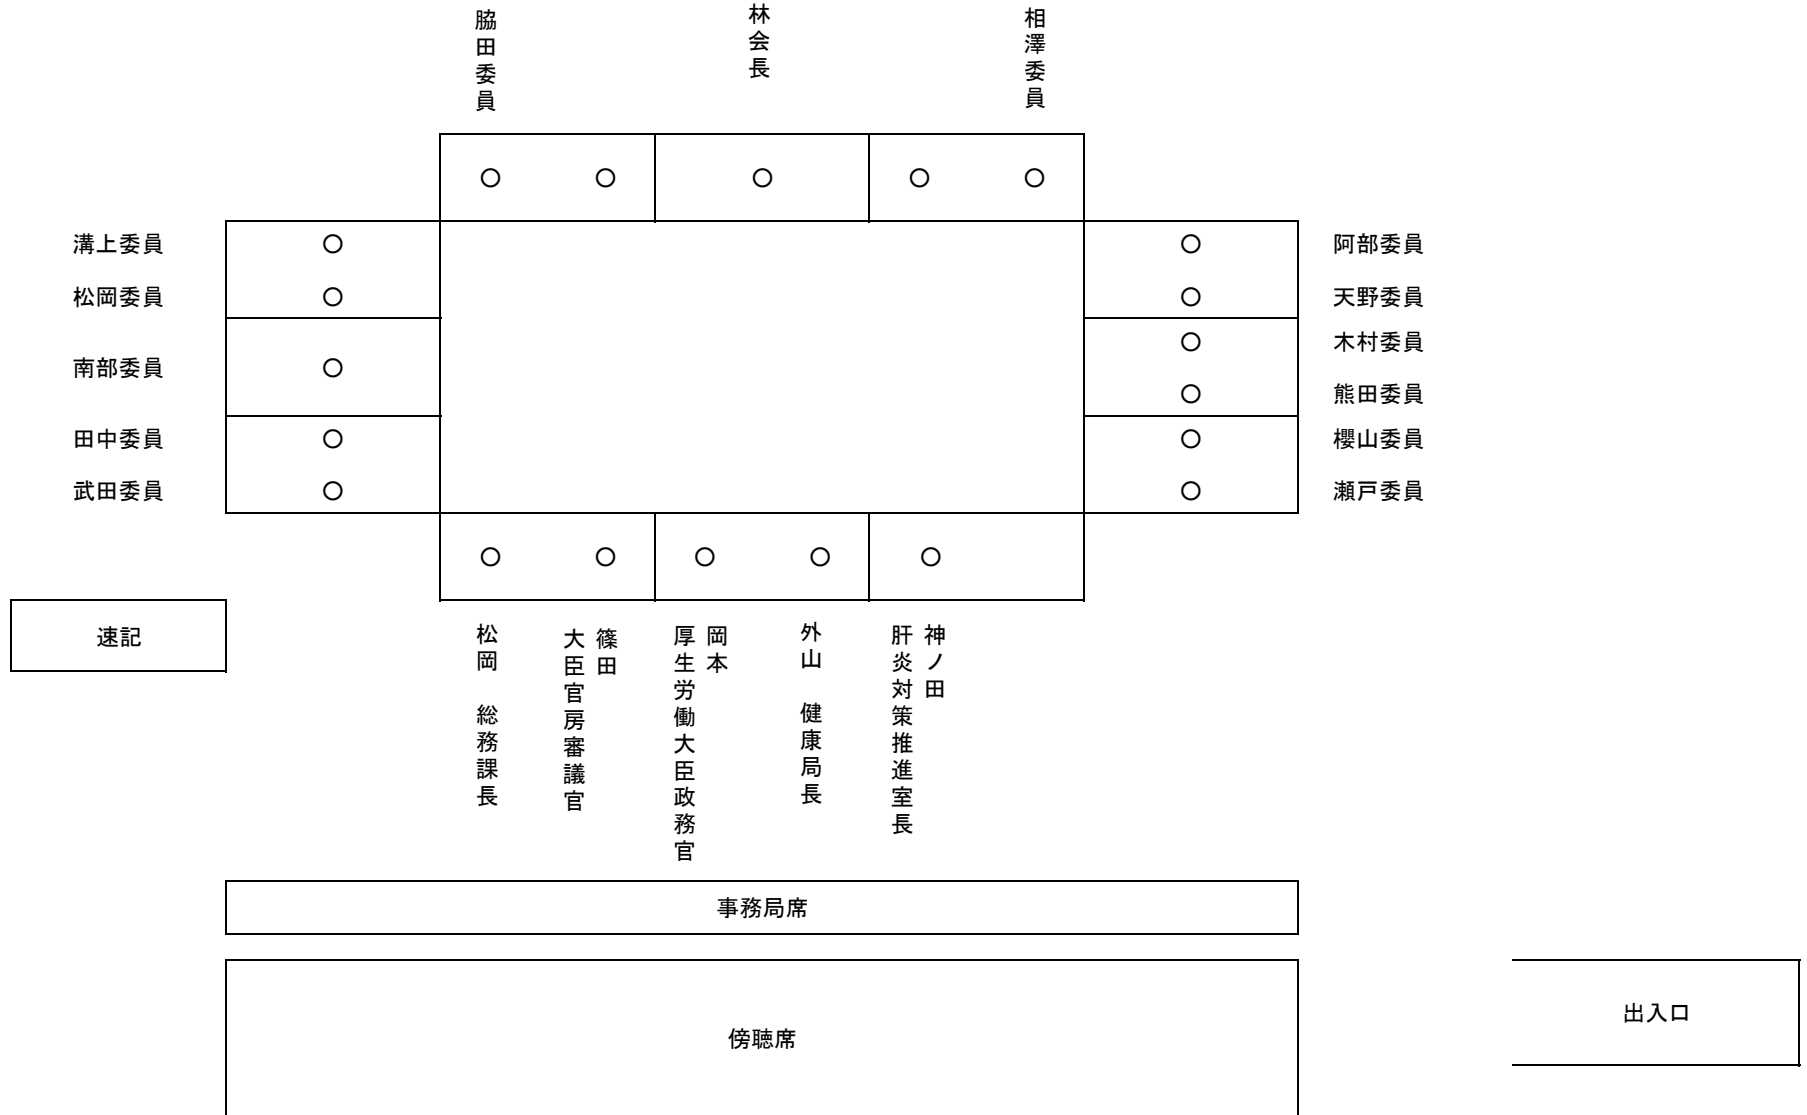 脇田委員
林会長
相澤委員
○ ○ ○ ○ ○
溝上委員 ○ ○ 阿部委員
松岡委員 ○ ○ 天野委員
○ 木村委員
南部委員 ○
○ 熊田委員
田中委員 ○ ○ 櫻山委員
武田委員 ○ ○ 瀬戸委員
○ ○ ○ ○ ○
速記
松岡 総務課長
篠田
大臣官房審議官
岡本
厚生労働大臣政務官
外山 健康局長
神ノ田
肝炎対策推進室長
事務局席
傍聴席
出入口